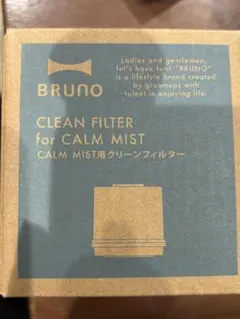 Ladies and gentlemen,
let's have fun! "BRUNO"
is a lifestyle brand created
by grownups with
talent in enjoying life.
BRUNO
CLEAN FILTER
for CALM MIST
CALM MIST用クリーンフィルター